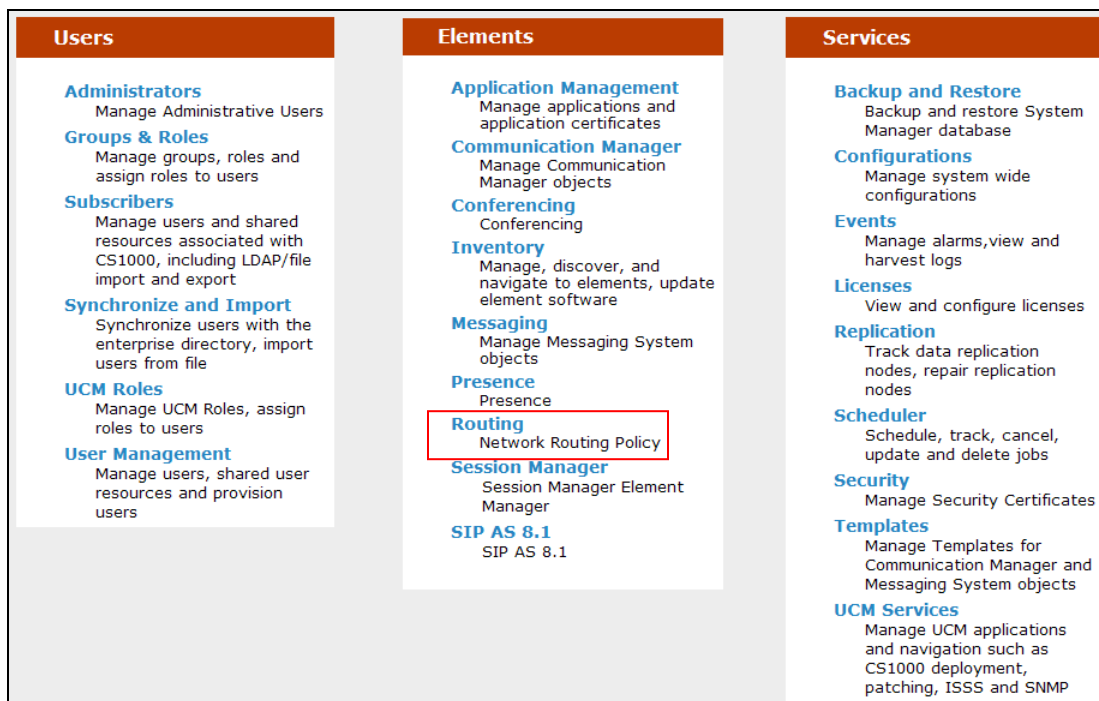 Users
Administrators
Manage Administrative Users
Groups & Roles
Manage groups, roles and
assign roles to users
Subscribers
Manage users and shared
resources associated with
CS1000, including LDAP/file
import and export
Synchronize and Import
Synchronize users with the
enterprise directory, import
users from file
UCM Roles
Manage UCM Roles, assign
roles to users
User Management
Manage users, shared user
resources and provision
users
Elements
Application Management
Manage applications and
application certificates
Communication Manager
Manage Communication
Manager objects
Conferencing
Conferencing
Inventory
Manage, discover, and
navigate to elements, update
element software
Messaging
Manage Messaging System
objects
Presence
Presence
Routing
Network Routing Policy
Session Manager
Session Manager Element
Manager
SIP AS 8.1
SIP AS 8.1
Services
Backup and Restore
Backup and restore System
Manager database
Configurations
Manage system wide
configurations
Events
Manage alarms,view and
harvest logs
Licenses
View and configure licenses
Replication
Track data replication
nodes, repair replication
nodes
Scheduler
Schedule, track, cancel,
update and delete jobs
Security
Manage Security Certificates
Templates
Manage Templates for
Communication Manager and
Messaging System objects
UCM Services
Manage UCM applications
and navigation such as
CS1000 deployment,
patching, ISSS and SNMP